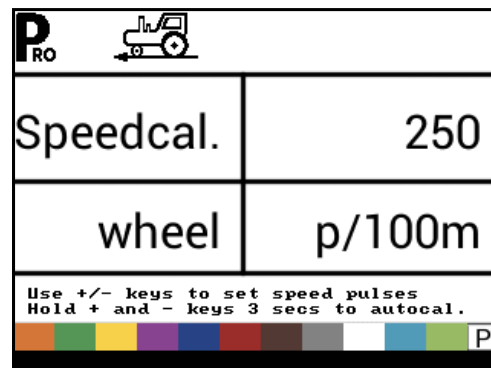 PRO
Speedcal. 250
wheel p/100m
Use +/- keys to set speed pulses
Hold + and - keys 3 secs to autocal.
P